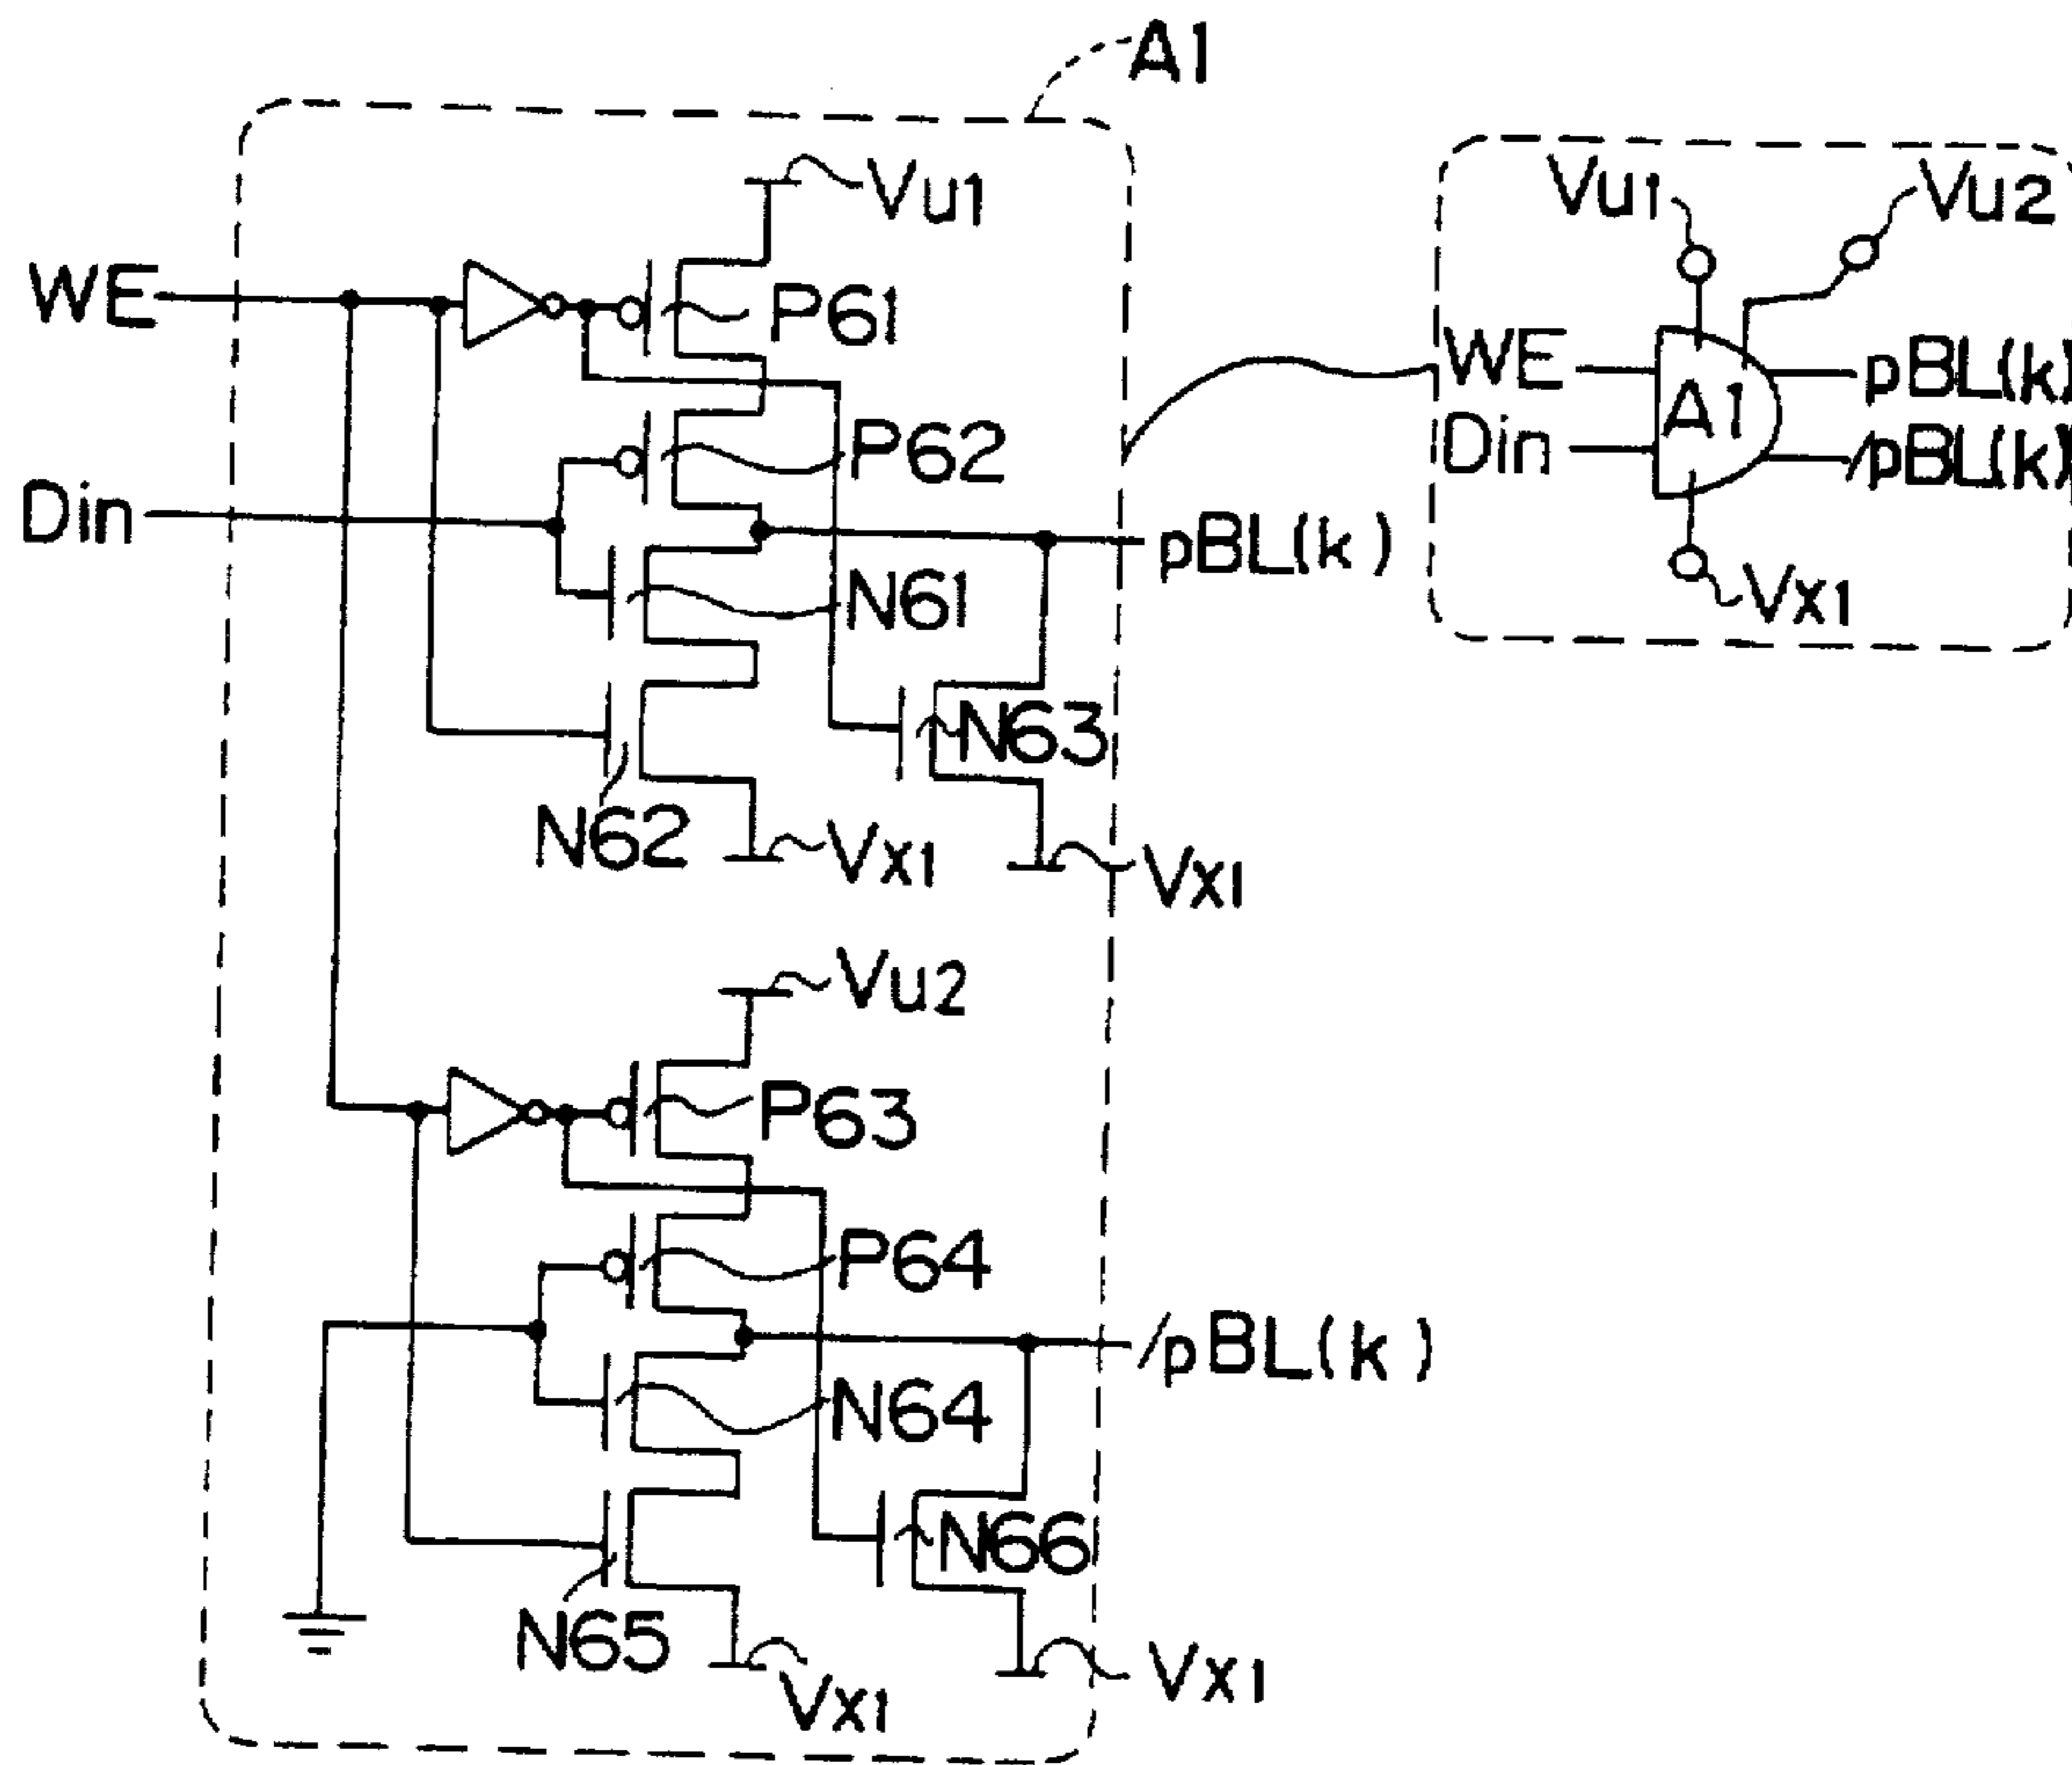 A1
Vu1
WE
P61
P62
Din
pBL(k)
N61
N63
N62
Vx1
Vx1
Vu2
P63
P64
/pBL(k)
N64
N66
N65
Vx1
Vx1
Vu1
Vu2
WE
A1
pBL(k)
Din
/pBL(k)
Vx1